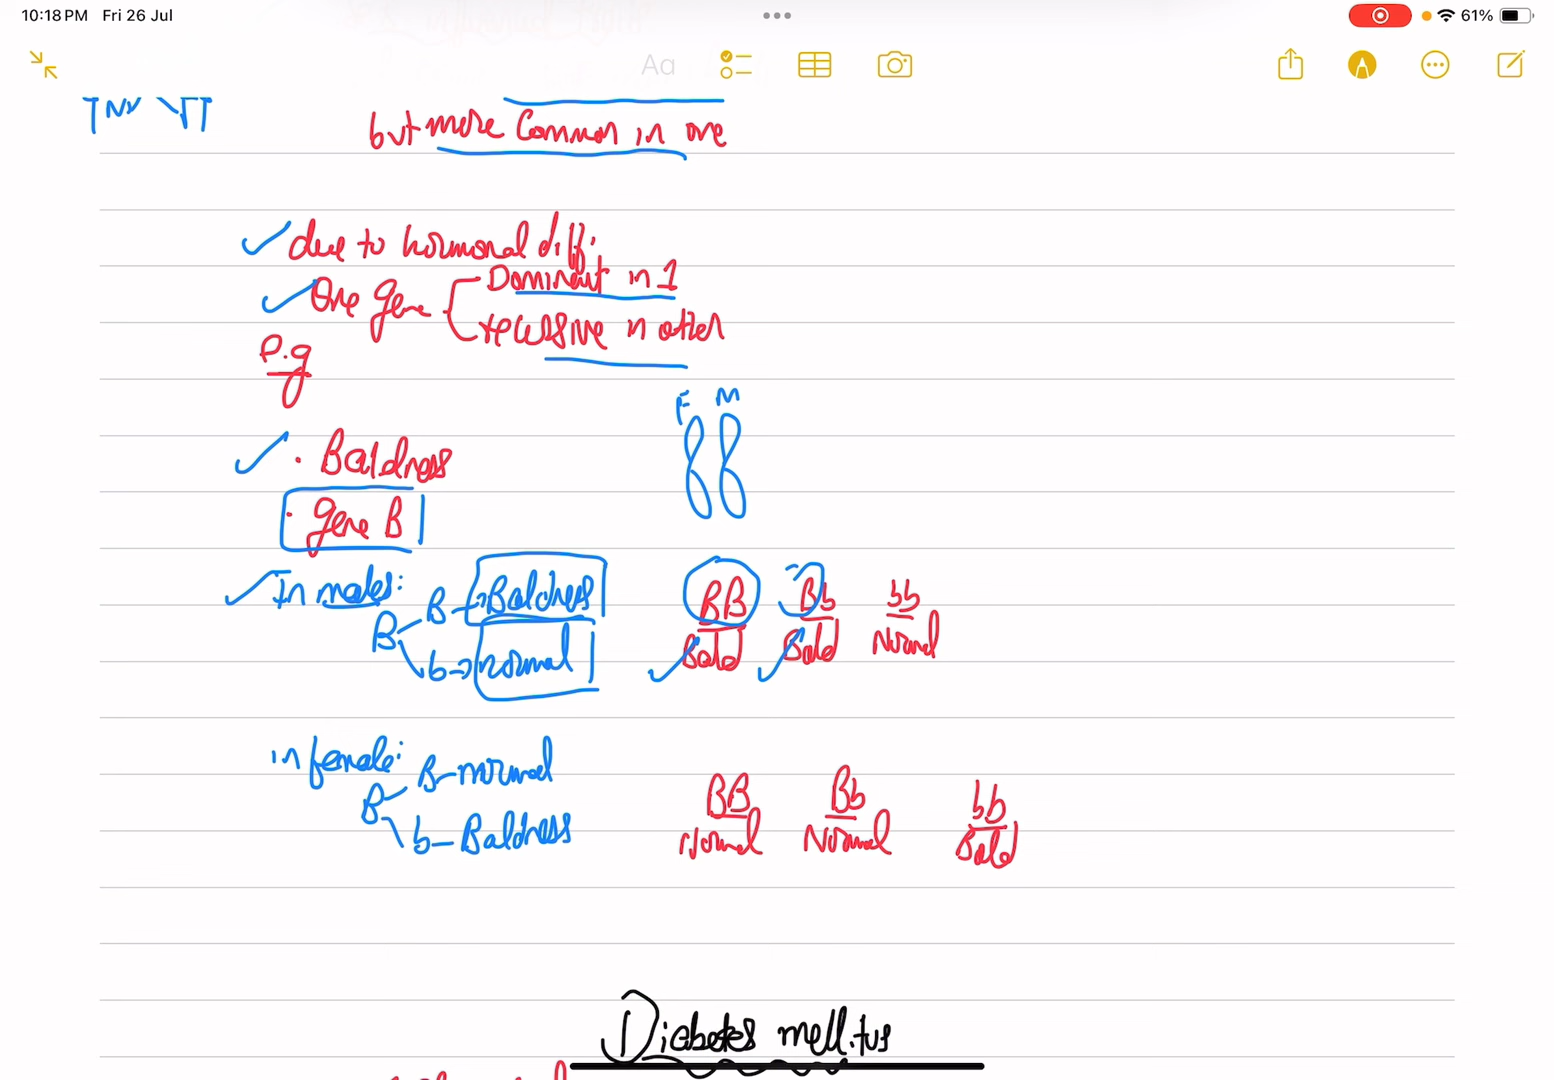 10:18 PM Fri 26 Jul
61%
Aa
but more Common in one
due to hormonal diff:
One gene
Dominant in 1
recessive in other
e.g
F M
· Baldness
· gene B
In males:
B
B → Baldness
b → normal
BB Bb bb
Bald Bald Normal
in female:
B
B - normal
b - Baldness
BB Bb bb
Normal Normal Bald
Diabetes mellitus